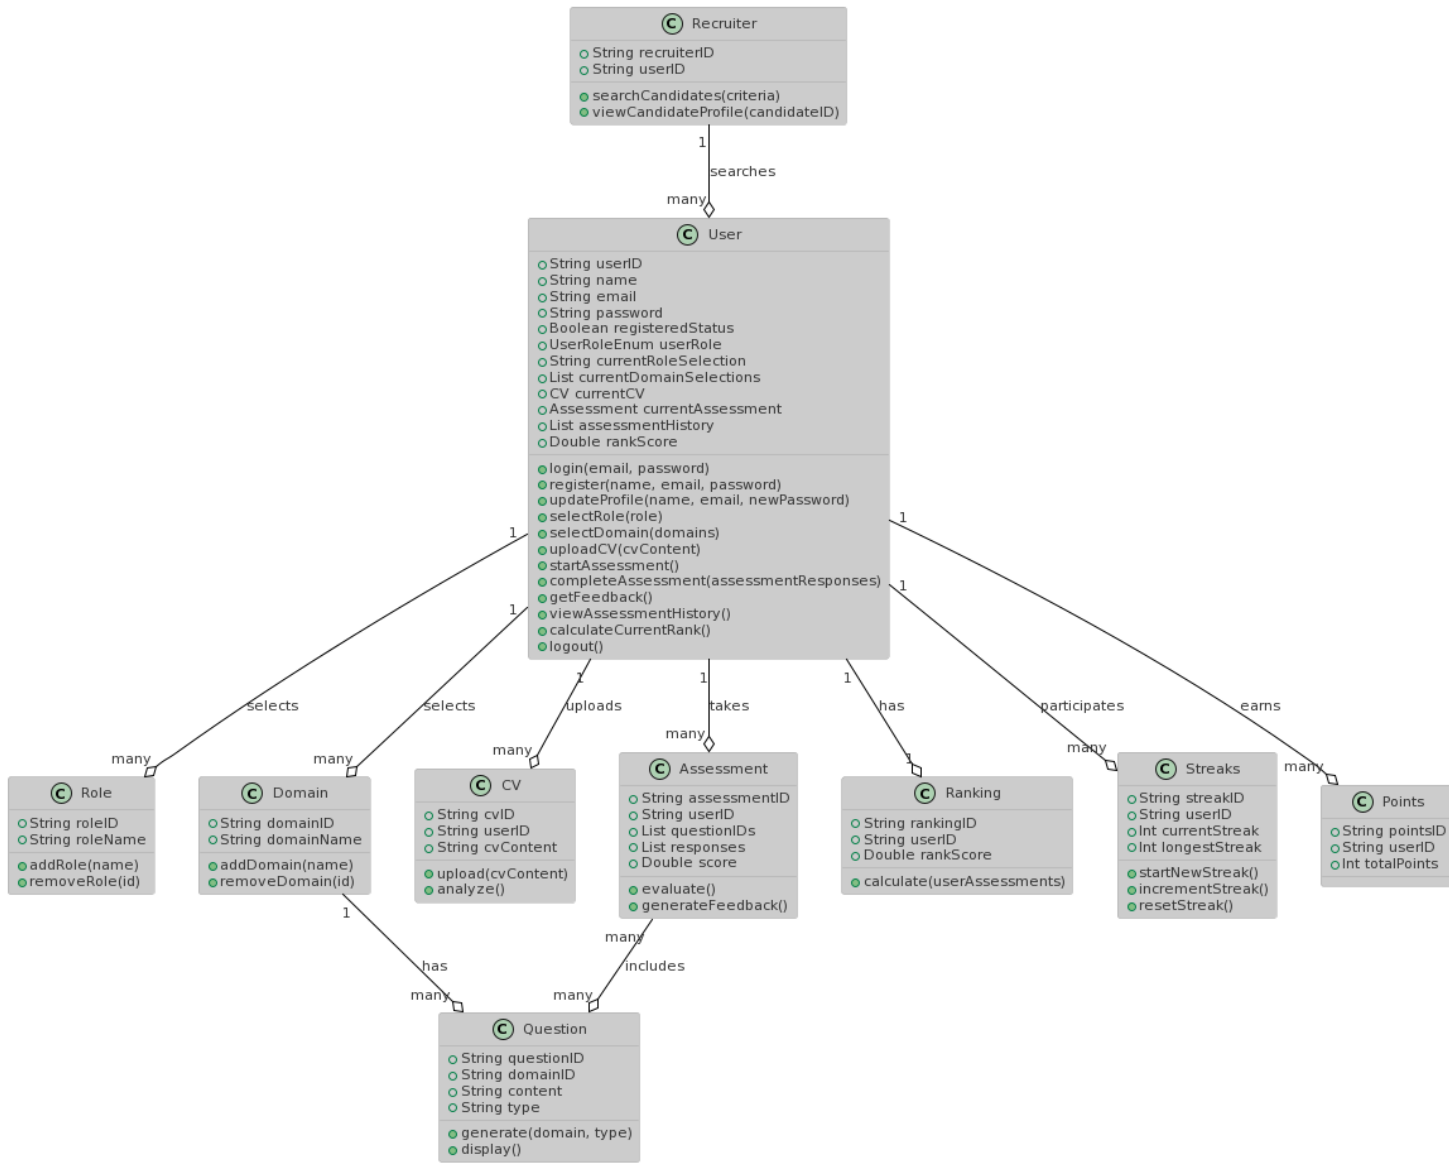 C Recruiter
String recruiterID
String userID
searchCandidates(criteria)
viewCandidateProfile(candidateID)
1
searches
many
C User
String userID
String name
String email
String password
Boolean registeredStatus
UserRoleEnum userRole
String currentRoleSelection
List currentDomainSelections
CV currentCV
Assessment currentAssessment
List assessmentHistory
Double rankScore
login(email, password)
register(name, email, password)
updateProfile(name, email, newPassword)
selectRole(role)
selectDomain(domains)
uploadCV(cvContent)
startAssessment()
completeAssessment(assessmentResponses)
getFeedback()
viewAssessmentHistory()
calculateCurrentRank()
logout()
1
selects
many
1
selects
many
1
uploads
many
1
takes
many
1
has
1
1
participates
many
1
earns
many
C Role
String roleID
String roleName
addRole(name)
removeRole(id)
C Domain
String domainID
String domainName
addDomain(name)
removeDomain(id)
C CV
String cvID
String userID
String cvContent
upload(cvContent)
analyze()
C Assessment
String assessmentID
String userID
List questionIDs
List responses
Double score
evaluate()
generateFeedback()
C Ranking
String rankingID
String userID
Double rankScore
calculate(userAssessments)
C Streaks
String streakID
String userID
Int currentStreak
Int longestStreak
startNewStreak()
incrementStreak()
resetStreak()
C Points
String pointsID
String userID
Int totalPoints
1
has
many
many
includes
many
C Question
String questionID
String domainID
String content
String type
generate(domain, type)
display()